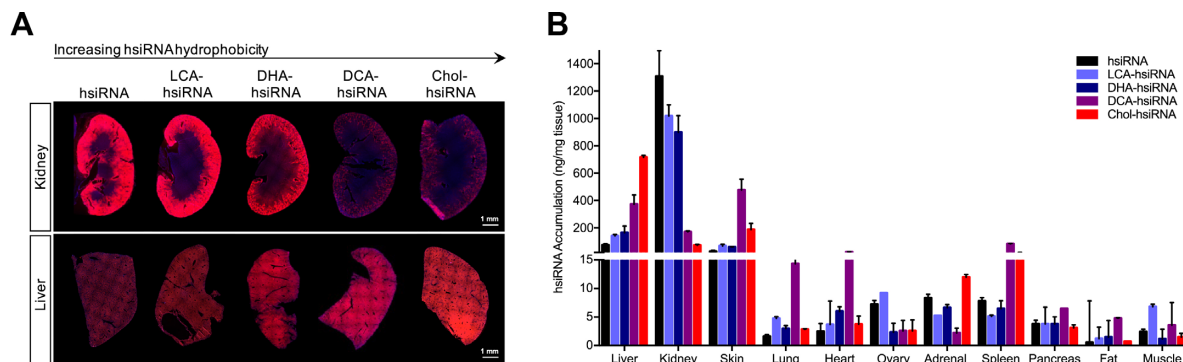 A
Increasing hsiRNA hydrophobicity
hsiRNA
LCA-
hsiRNA
DHA-
hsiRNA
DCA-
hsiRNA
Chol-
hsiRNA
Kidney
1 mm
Liver
1 mm
B
hsiRNA Accumulation (ng/mg tissue)
1400
1200
1000
800
600
400
200
15
10
5
0
hsiRNA
LCA-hsiRNA
DHA-hsiRNA
DCA-hsiRNA
Chol-hsiRNA
Liver Kidney Skin Lung Heart Ovary Adrenal Spleen Pancreas Fat Muscle